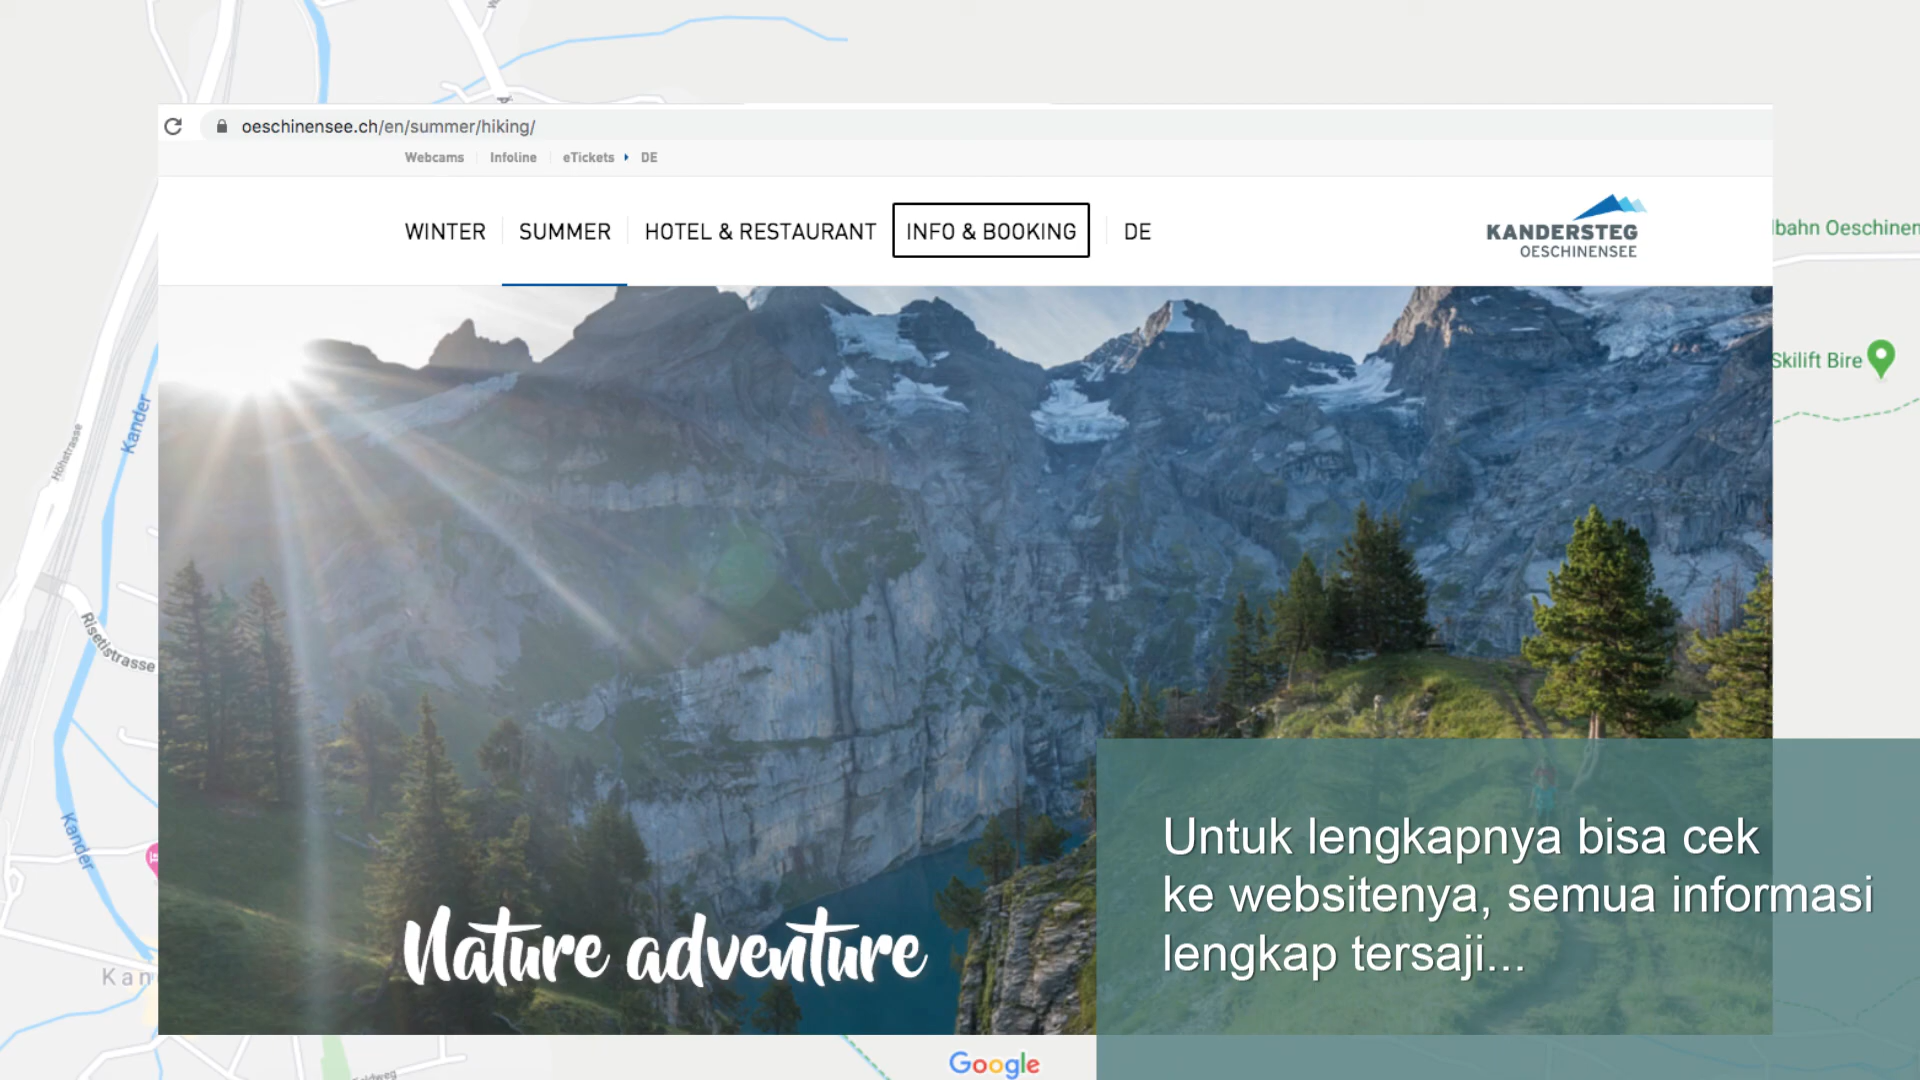 oeschinensee.ch/en/summer/hiking/
Webcams Infoline eTickets DE
WINTER SUMMER HOTEL & RESTAURANT INFO & BOOKING DE
KANDERSTEG
OESCHINENSEE
lbahn Oeschinen
Skilift Bire
Kander
Höhstrasse
Risetistrasse
Kander
Kan
Nature adventure
Untuk lengkapnya bisa cek
ke websitenya, semua informasi
lengkap tersaji...
Google